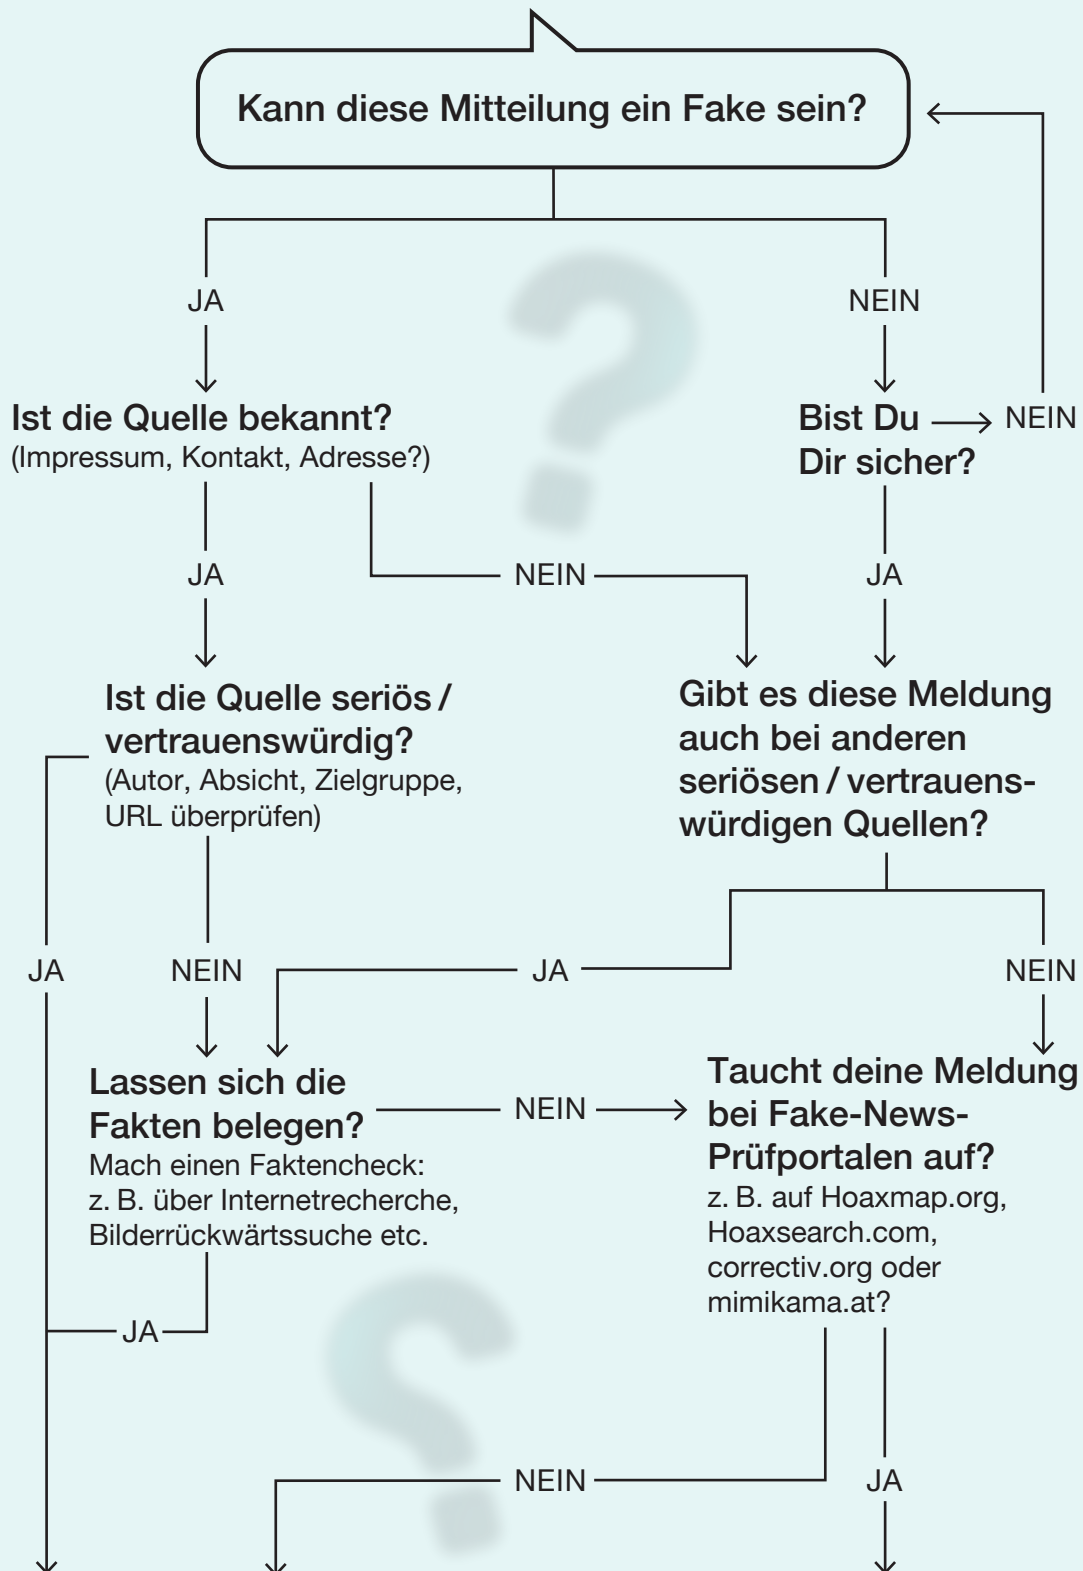 Kann diese Mitteilung ein Fake sein?
JA
NEIN
Ist die Quelle bekannt?
(Impressum, Kontakt, Adresse?)
Bist Du
Dir sicher?
NEIN
JA
NEIN
JA
Ist die Quelle seriös /
vertrauenswürdig?
(Autor, Absicht, Zielgruppe,
URL überprüfen)
Gibt es diese Meldung
auch bei anderen
seriösen / vertrauens-
würdigen Quellen?
JA
NEIN
JA
NEIN
Lassen sich die
Fakten belegen?
Mach einen Faktencheck:
z. B. über Internetrecherche,
Bilderrückwärtssuche etc.
NEIN
Taucht deine Meldung
bei Fake-News-
Prüfportalen auf?
z. B. auf Hoaxmap.org,
Hoaxsearch.com,
correctiv.org oder
mimikama.at?
JA
NEIN
JA